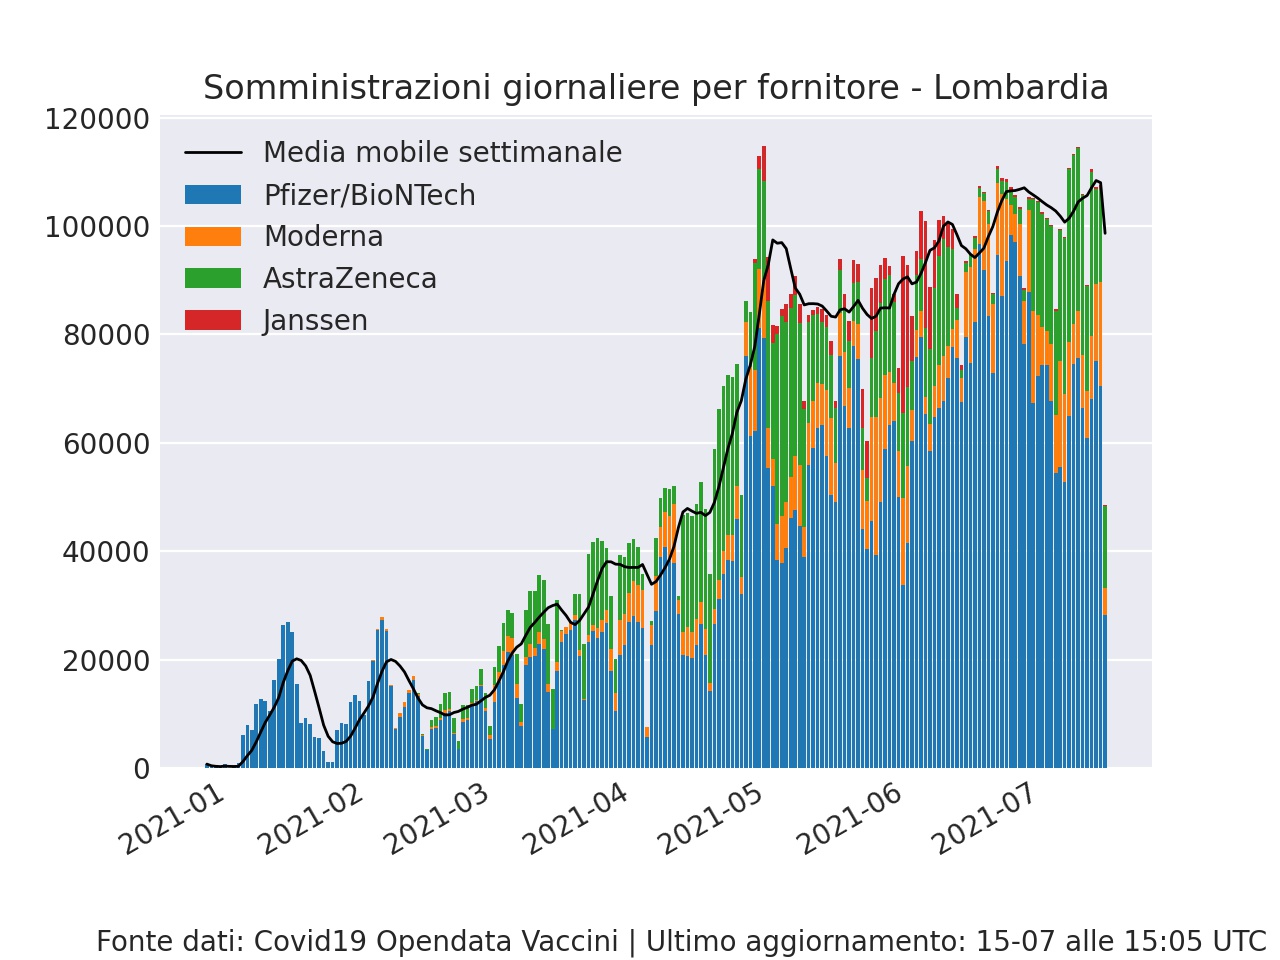 Somministrazioni giornaliere per fornitore - Lombardia
120000
100000
80000
60000
40000
20000
0
Media mobile settimanale
Pfizer/BioNTech
Moderna
AstraZeneca
Janssen
2021-01
2021-02
2021-03
2021-04
2021-05
2021-06
2021-07
Fonte dati: Covid19 Opendata Vaccini | Ultimo aggiornamento: 15-07 alle 15:05 UTC